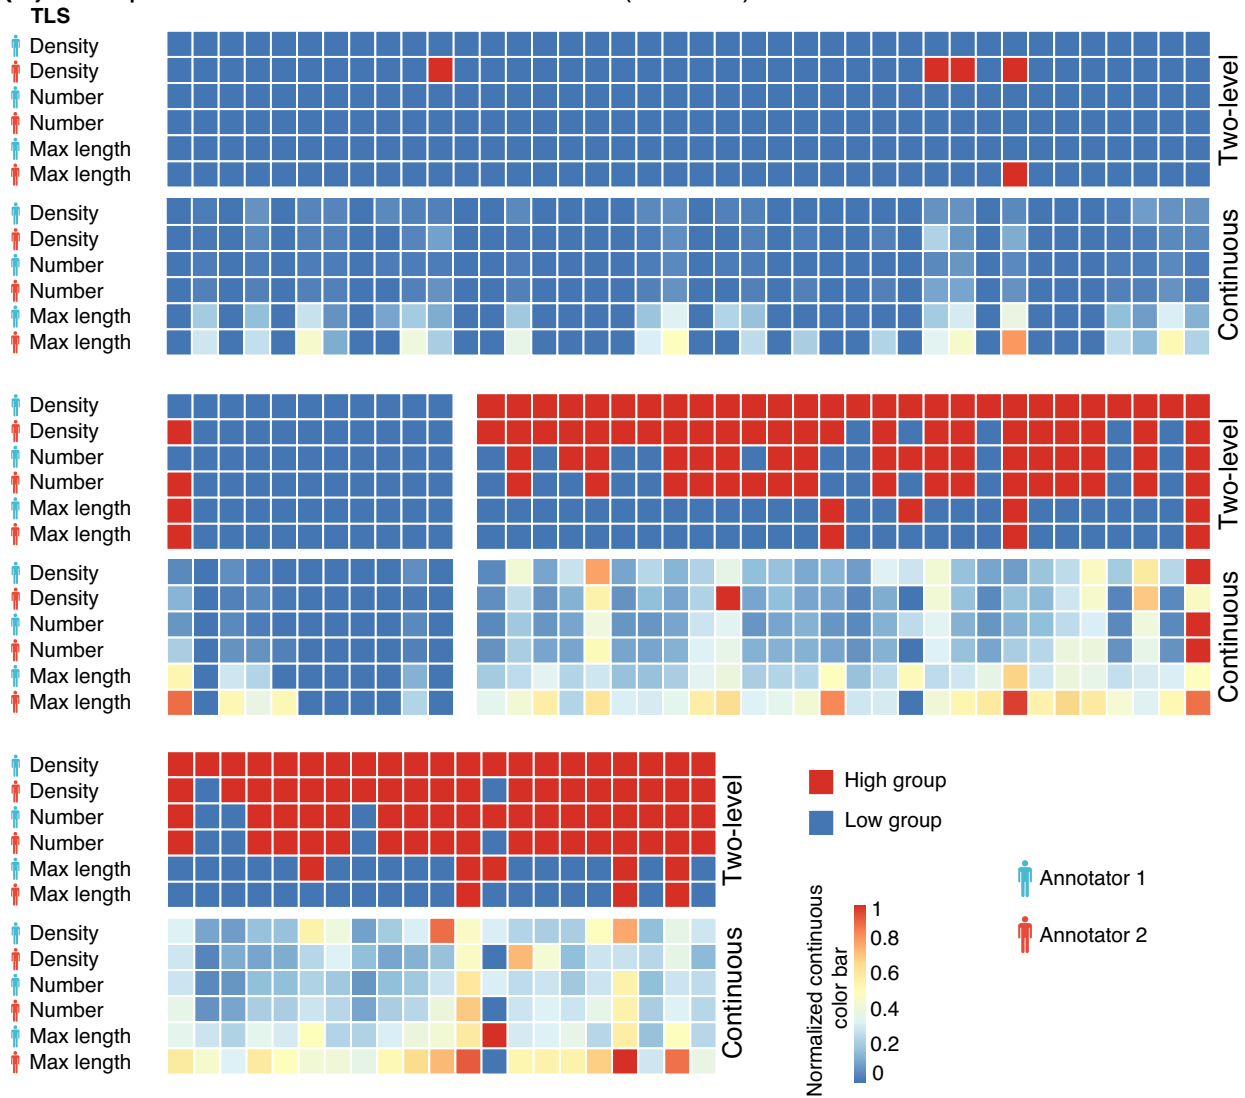 TLS
Density
Density
Number
Number
Max length
Max length
Two-level
Density
Density
Number
Number
Max length
Max length
Continuous
Density
Density
Number
Number
Max length
Max length
Two-level
Density
Density
Number
Number
Max length
Max length
Continuous
Density
Density
Number
Number
Max length
Max length
Two-level
Density
Density
Number
Number
Max length
Max length
Continuous
High group
Low group
Normalized continuous
color bar
1
0.8
0.6
0.4
0.2
0
Annotator 1
Annotator 2